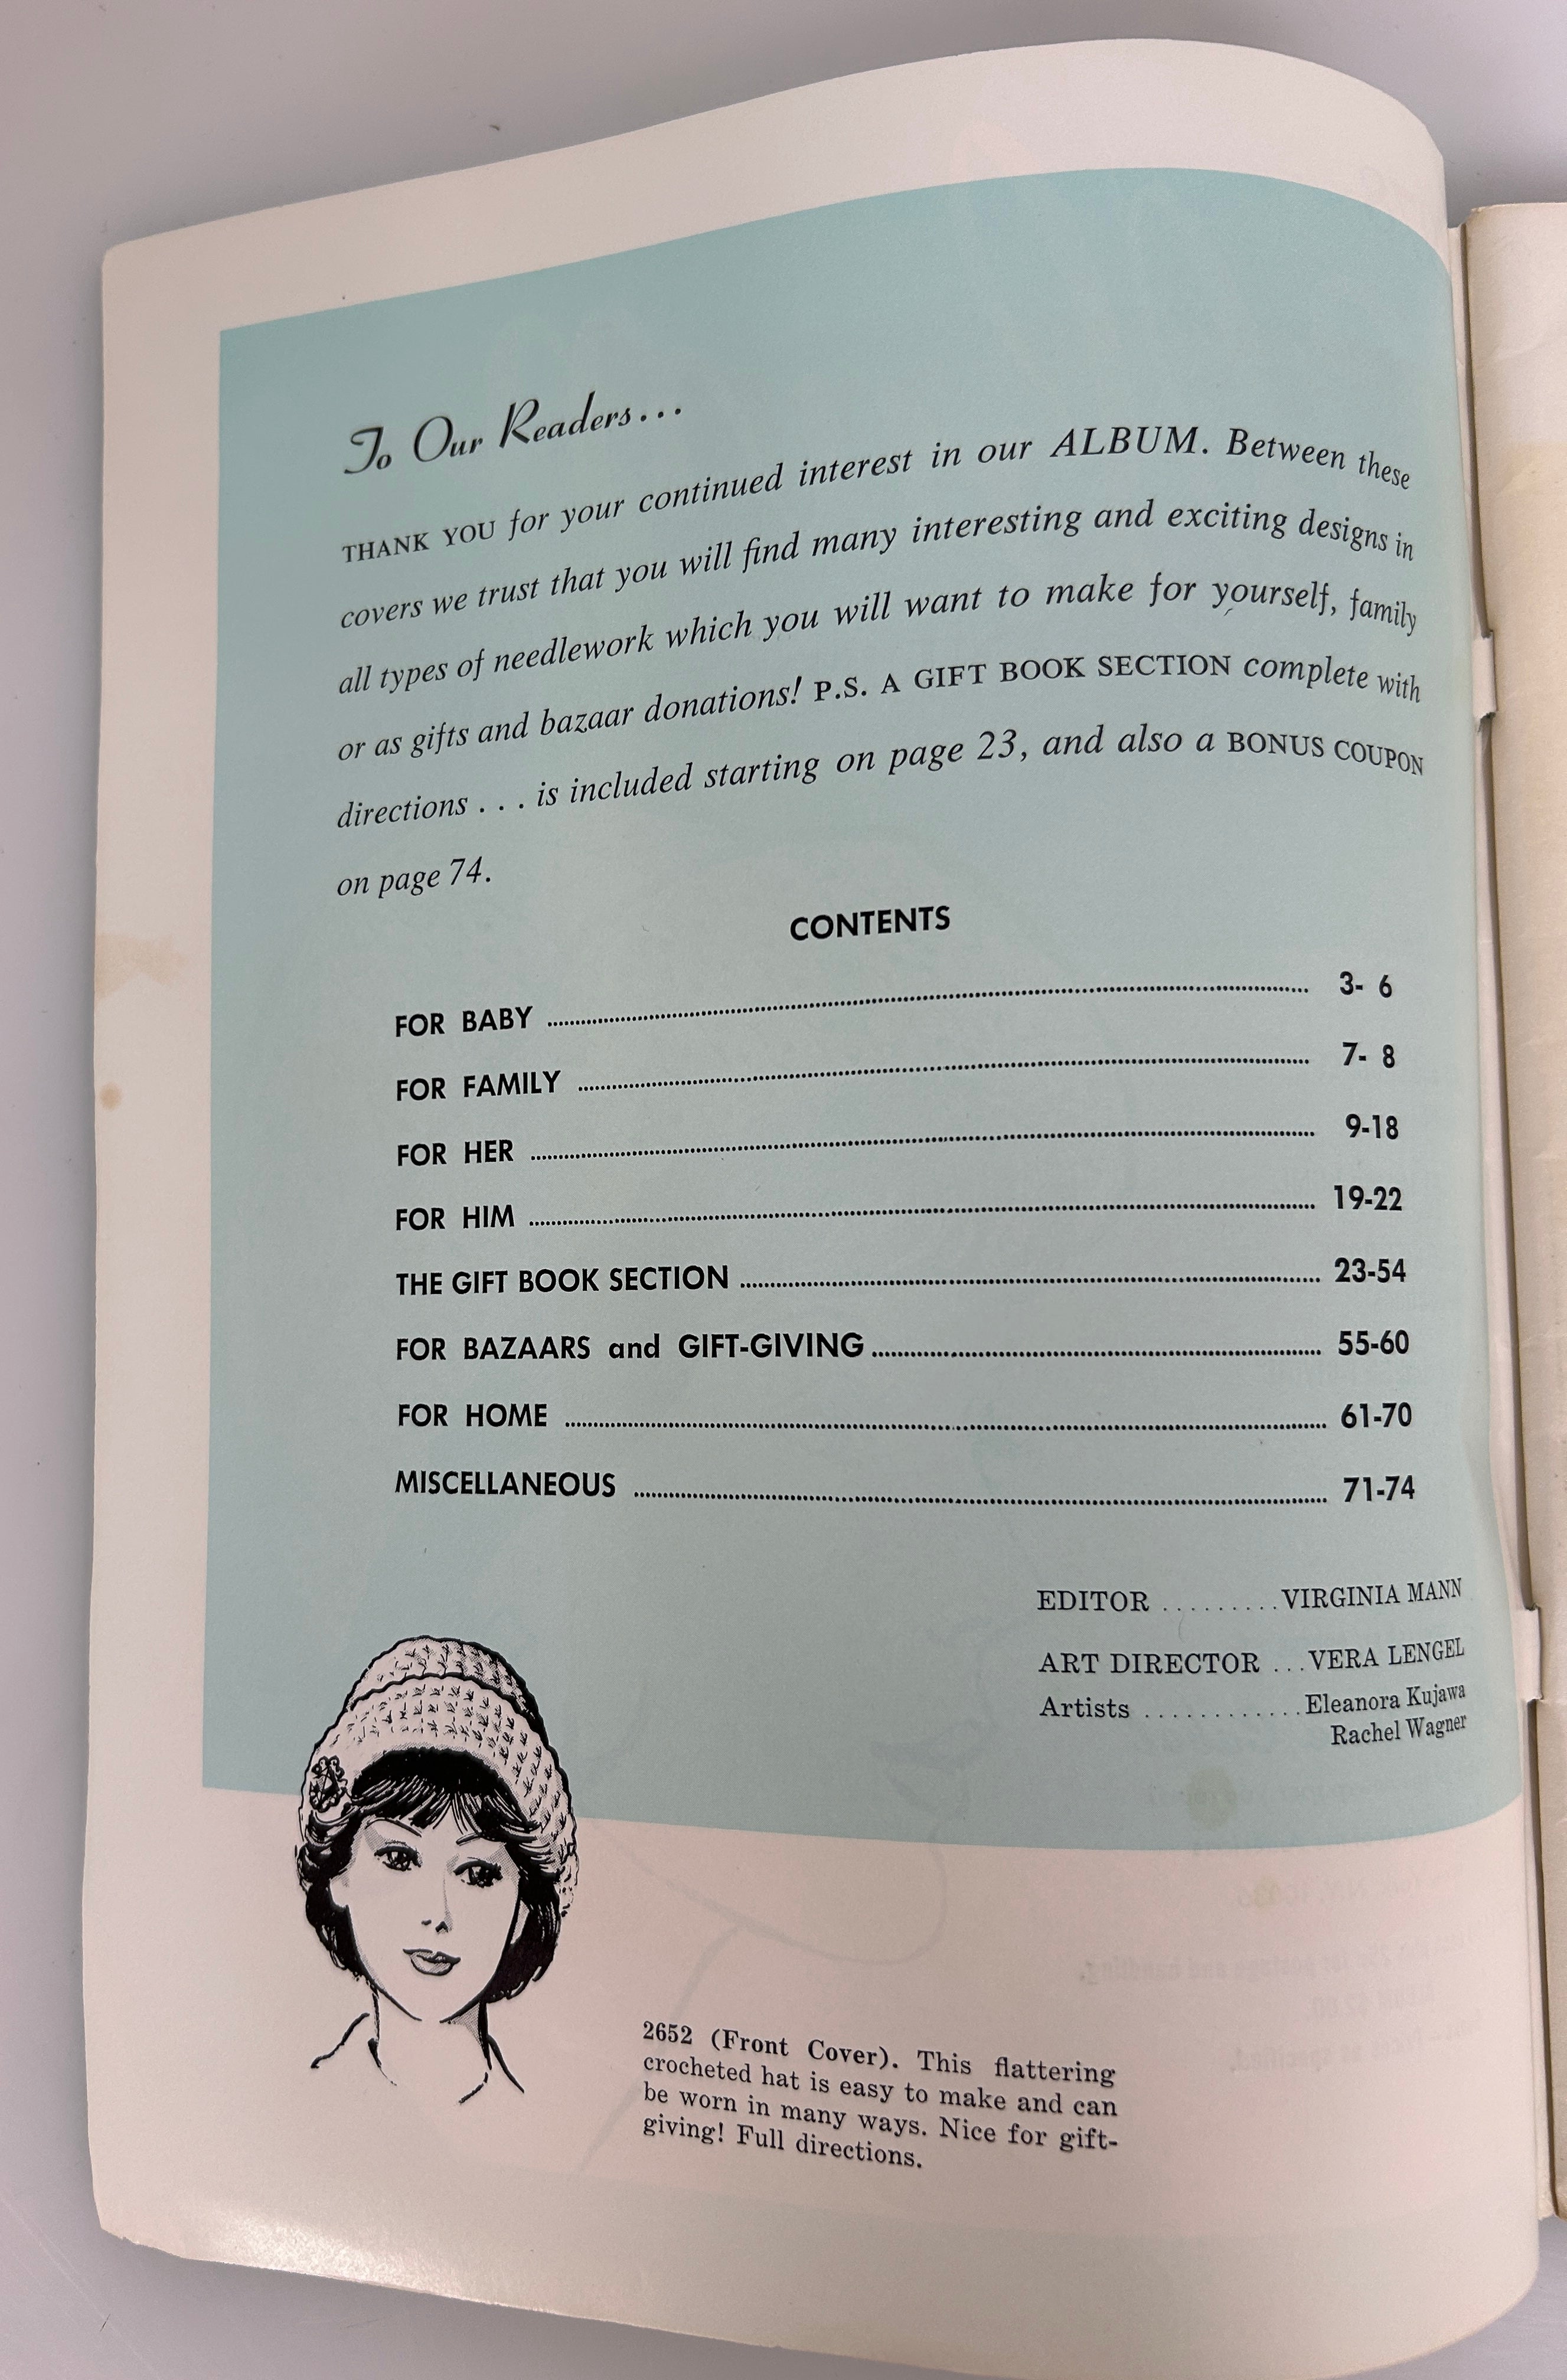 To Our Readers...
THANK YOU for your continued interest in our ALBUM. Between these
covers we trust that you will find many interesting and exciting designs in
all types of needlework which you will want to make for yourself, family
or as gifts and bazaar donations! P.S. A GIFT BOOK SECTION complete with
directions . . . is included starting on page 23, and also a BONUS COUPON
on page 74.
CONTENTS
FOR BABY ........ 3- 6
FOR FAMILY ........ 7- 8
FOR HER ........ 9-18
FOR HIM ........ 19-22
THE GIFT BOOK SECTION ........ 23-54
FOR BAZAARS and GIFT-GIVING ........ 55-60
FOR HOME ........ 61-70
MISCELLANEOUS ........ 71-74
EDITOR ......... VIRGINIA MANN
ART DIRECTOR ... VERA LENGEL
Artists ............ Eleanora Kujawa
Rachel Wagner
2652 (Front Cover). This flattering
crocheted hat is easy to make and can
be worn in many ways. Nice for gift-
giving! Full directions.